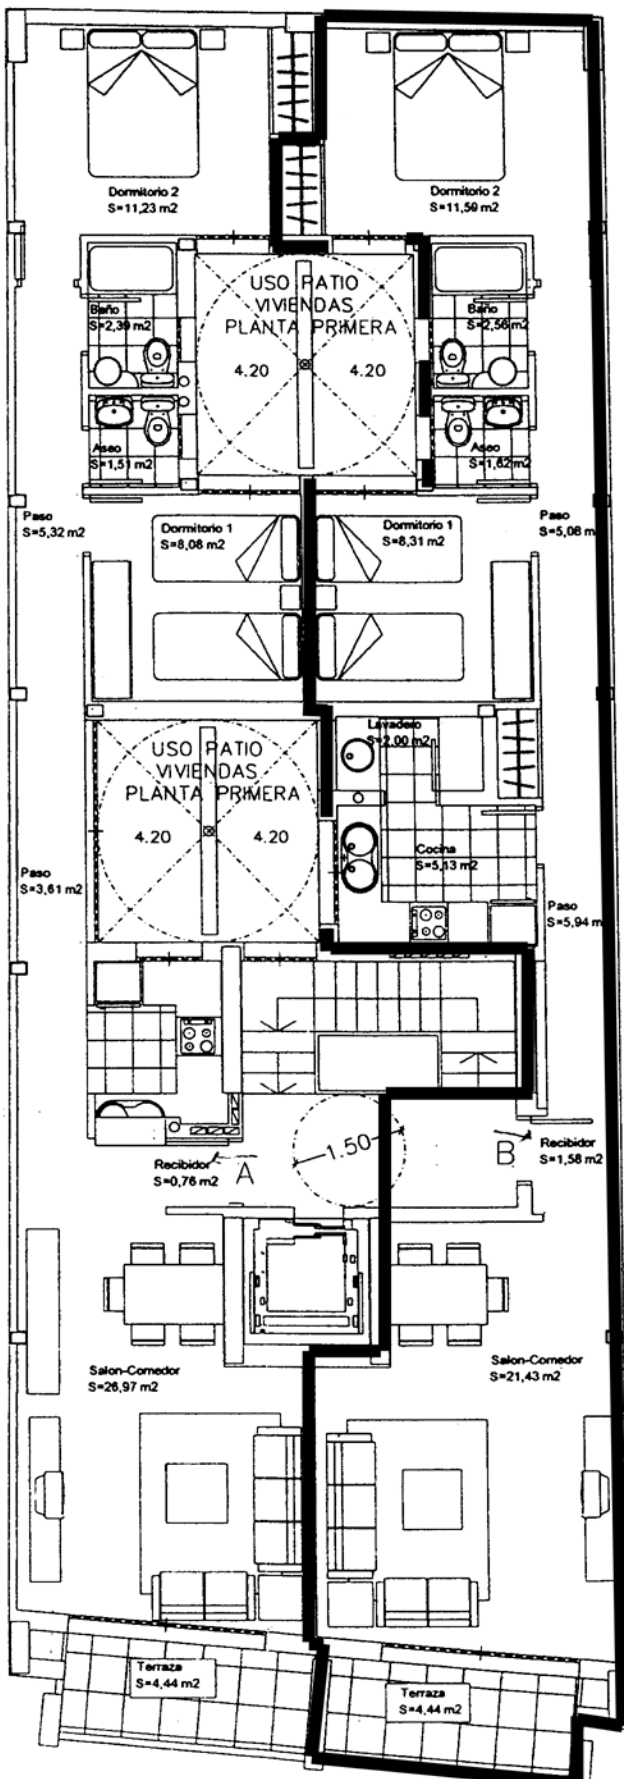 Dormitorio 2
S=11,23 m2
Dormitorio 2
S=11,59 m2
USO PATIO
VIVIENDAS
PLANTA PRIMERA
4.20
4.20
Baño
S=2,39 m2
Baño
S=2,56 m2
Aseo
S=1,51 m2
Aseo
S=1,62 m2
Paso
S=5,32 m2
Dormitorio 1
S=8,08 m2
Dormitorio 1
S=8,31 m2
Paso
S=5,08 m
Lavadero
S=2,00 m2
USO PATIO
VIVIENDAS
PLANTA PRIMERA
4.20
4.20
Cocina
S=5,13 m2
Paso
S=3,61 m2
Paso
S=5,94 m
1.50
A
B
Recibidor
S=0,76 m2
Recibidor
S=1,58 m2
Salon-Comedor
S=26,97 m2
Salon-Comedor
S=21,43 m2
Terraza
S=4,44 m2
Terraza
S=4,44 m2